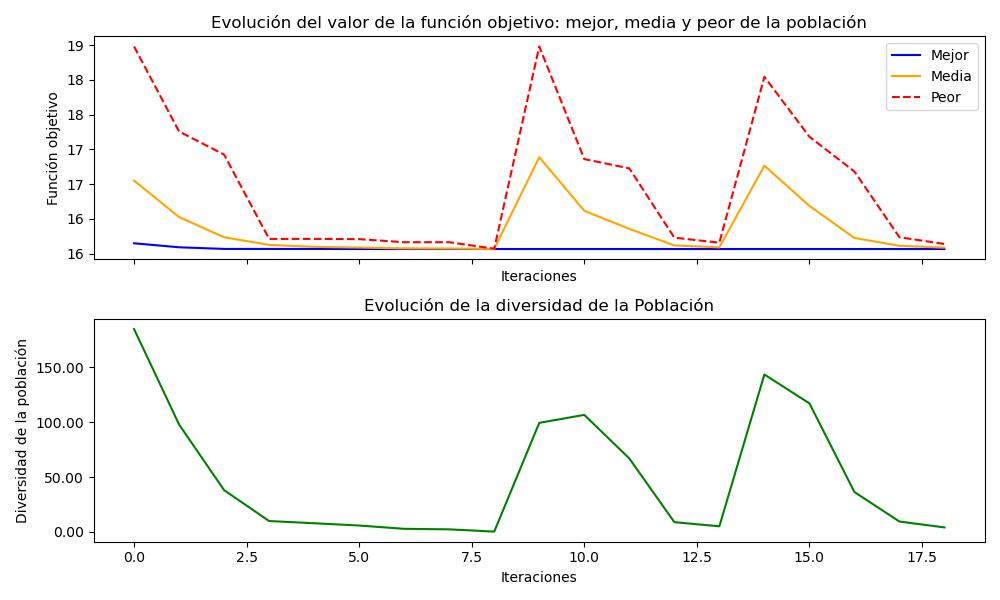 Evolución del valor de la función objetivo: mejor, media y peor de la población
19
18
18
17
17
16
16
Función objetivo
Mejor
Media
Peor
Iteraciones
Evolución de la diversidad de la Población
150.00
100.00
50.00
0.00
Diversidad de la población
0.0 2.5 5.0 7.5 10.0 12.5 15.0 17.5
Iteraciones